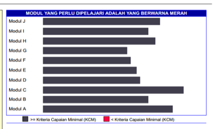 MODUL YANG PERLU DIPELAJARI ADALAH YANG BERWARNA MERAH
Modul J
Modul I
Modul H
Modul G
Modul F
Modul E
Modul D
Modul C
Modul B
Modul A
>= Kriteria Capaian Minimal (KCM)
< Kriteria Capaian Minimal (KCM)